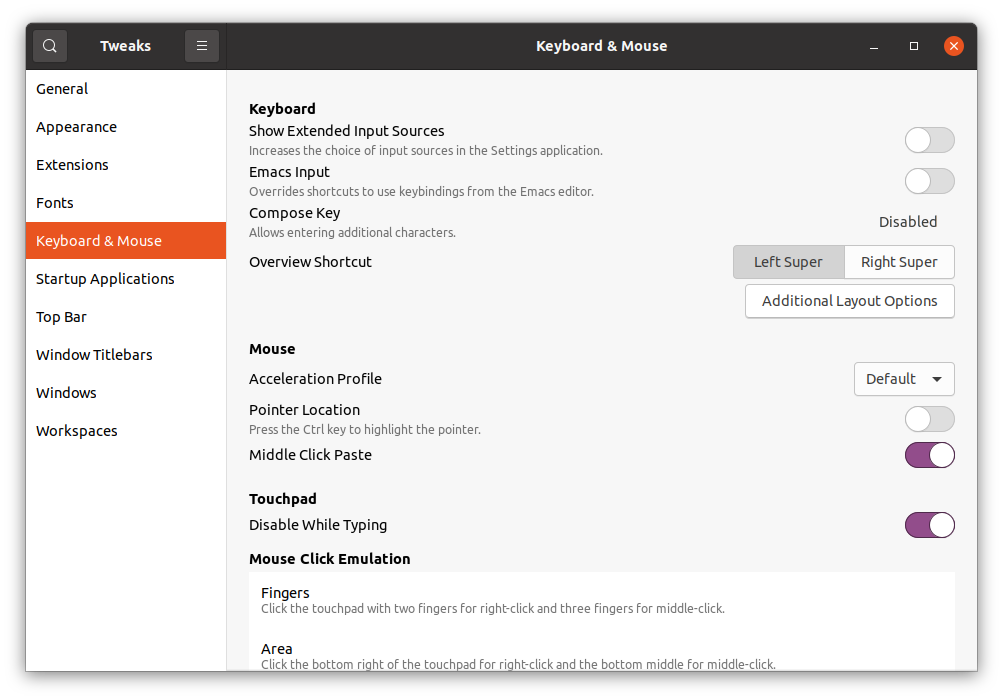 Tweaks
Keyboard & Mouse
General
Appearance
Extensions
Fonts
Keyboard & Mouse
Startup Applications
Top Bar
Window Titlebars
Windows
Workspaces
Keyboard
Show Extended Input Sources
Increases the choice of input sources in the Settings application.
Emacs Input
Overrides shortcuts to use keybindings from the Emacs editor.
Compose Key
Allows entering additional characters.
Disabled
Overview Shortcut
Left Super
Right Super
Additional Layout Options
Mouse
Acceleration Profile
Default
Pointer Location
Press the Ctrl key to highlight the pointer.
Middle Click Paste
Touchpad
Disable While Typing
Mouse Click Emulation
Fingers
Click the touchpad with two fingers for right-click and three fingers for middle-click.
Area
Click the bottom right of the touchpad for right-click and the bottom middle for middle-click.